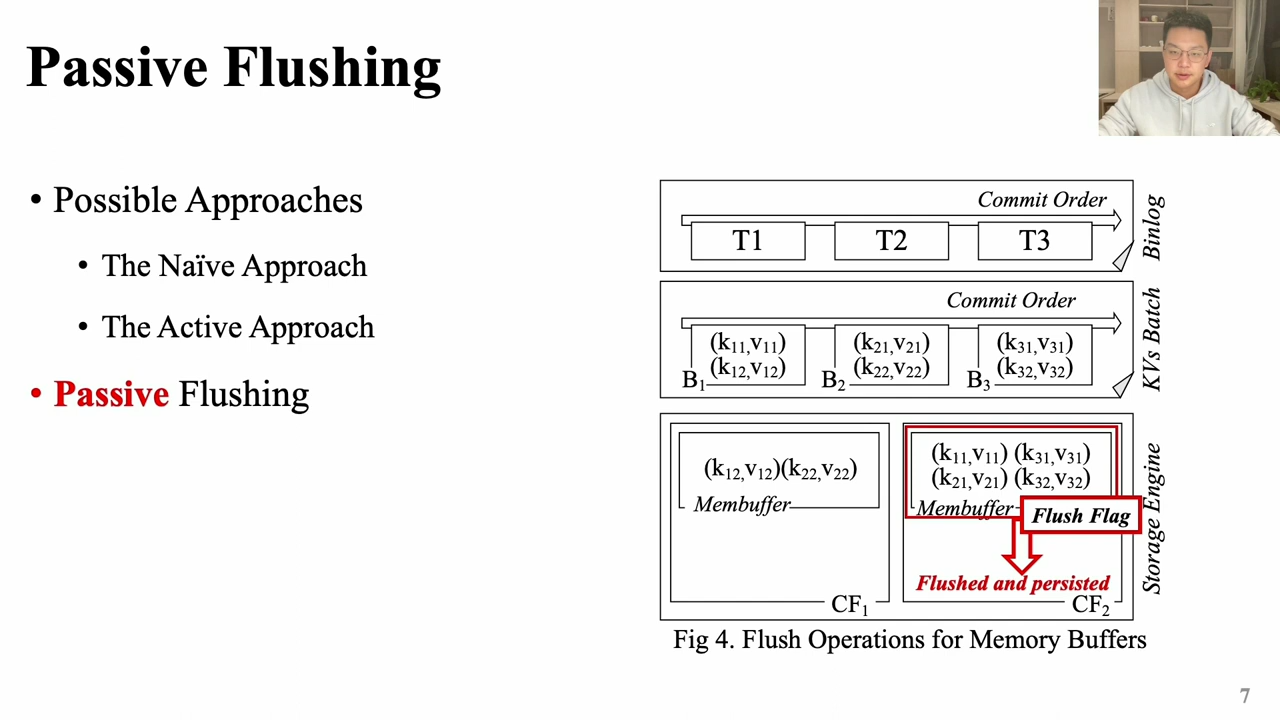 Passive Flushing
• Possible Approaches
• The Naïve Approach
• The Active Approach
• Passive Flushing
Commit Order
T1 T2 T3
Binlog
Commit Order
(k11,v11) (k21,v21) (k31,v31)
(k12,v12) (k22,v22) (k32,v32)
B1 B2 B3
KVs Batch
(k12,v12)(k22,v22)
Membuffer
CF1
(k11,v11) (k31,v31)
(k21,v21) (k32,v32)
Membuffer
Flush Flag
Flushed and persisted
CF2
Storage Engine
Fig 4. Flush Operations for Memory Buffers
7